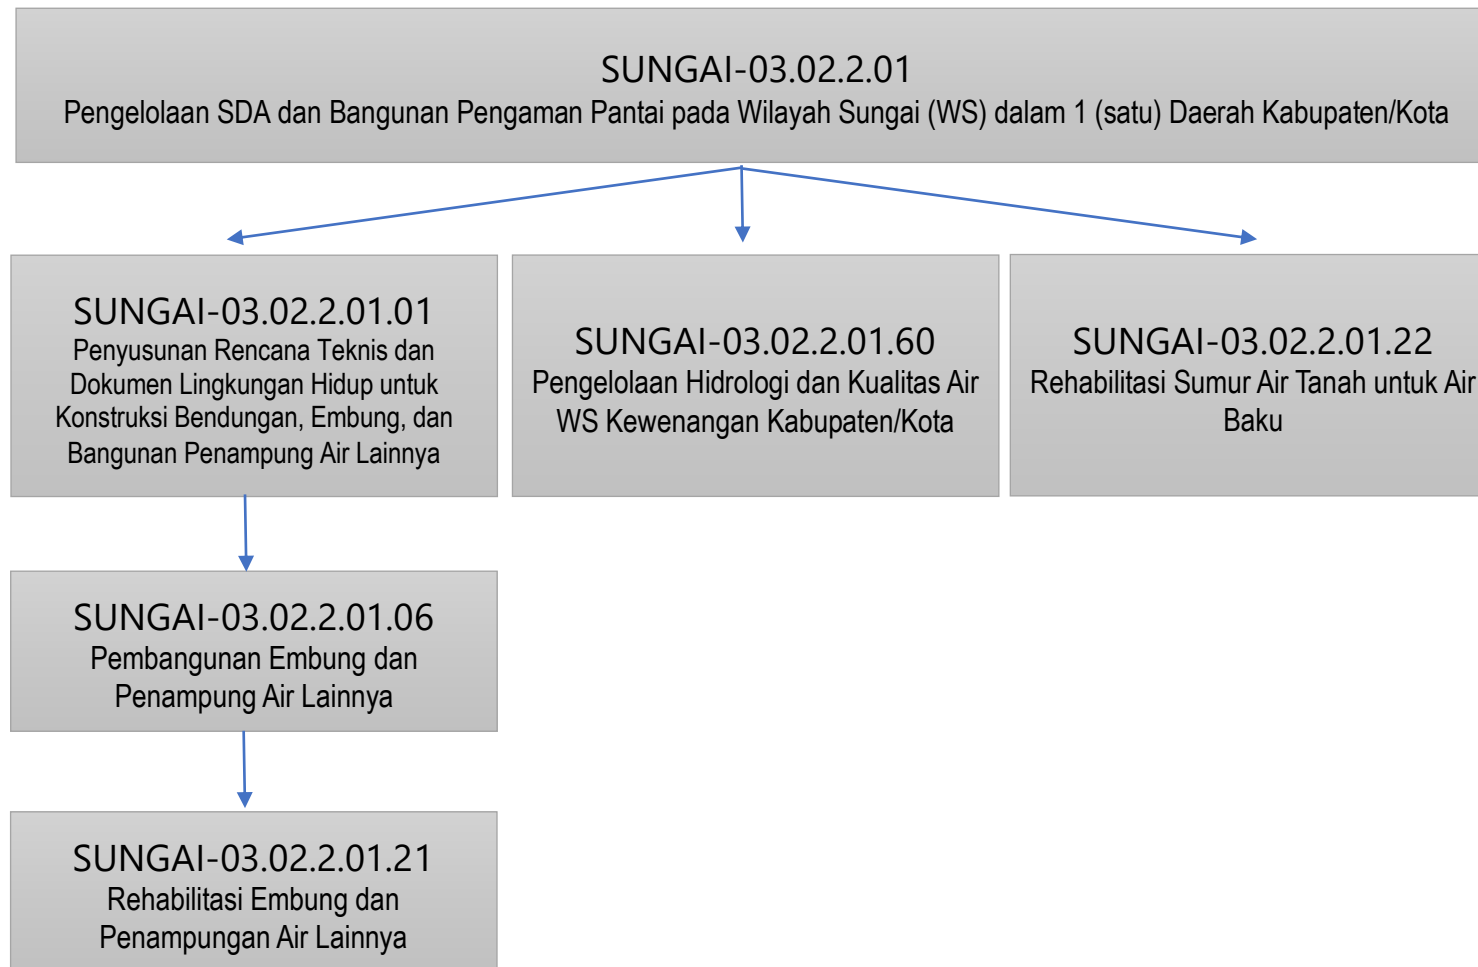 SUNGAI-03.02.2.01
Pengelolaan SDA dan Bangunan Pengaman Pantai pada Wilayah Sungai (WS) dalam 1 (satu) Daerah Kabupaten/Kota
SUNGAI-03.02.2.01.01
Penyusunan Rencana Teknis dan
Dokumen Lingkungan Hidup untuk
Konstruksi Bendungan, Embung, dan
Bangunan Penampung Air Lainnya
SUNGAI-03.02.2.01.60
Pengelolaan Hidrologi dan Kualitas Air
WS Kewenangan Kabupaten/Kota
SUNGAI-03.02.2.01.22
Rehabilitasi Sumur Air Tanah untuk Air
Baku
SUNGAI-03.02.2.01.06
Pembangunan Embung dan
Penampung Air Lainnya
SUNGAI-03.02.2.01.21
Rehabilitasi Embung dan
Penampungan Air Lainnya